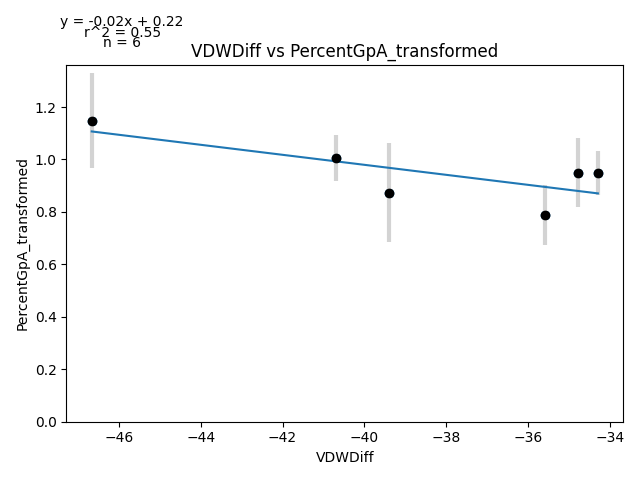 y = -0.02x + 0.22
r^2 = 0.55
n = 6
VDWDiff vs PercentGpA_transformed
PercentGpA_transformed
1.2
1.0
0.8
0.6
0.4
0.2
0.0
−46
−44
−42
−40
−38
−36
−34
VDWDiff